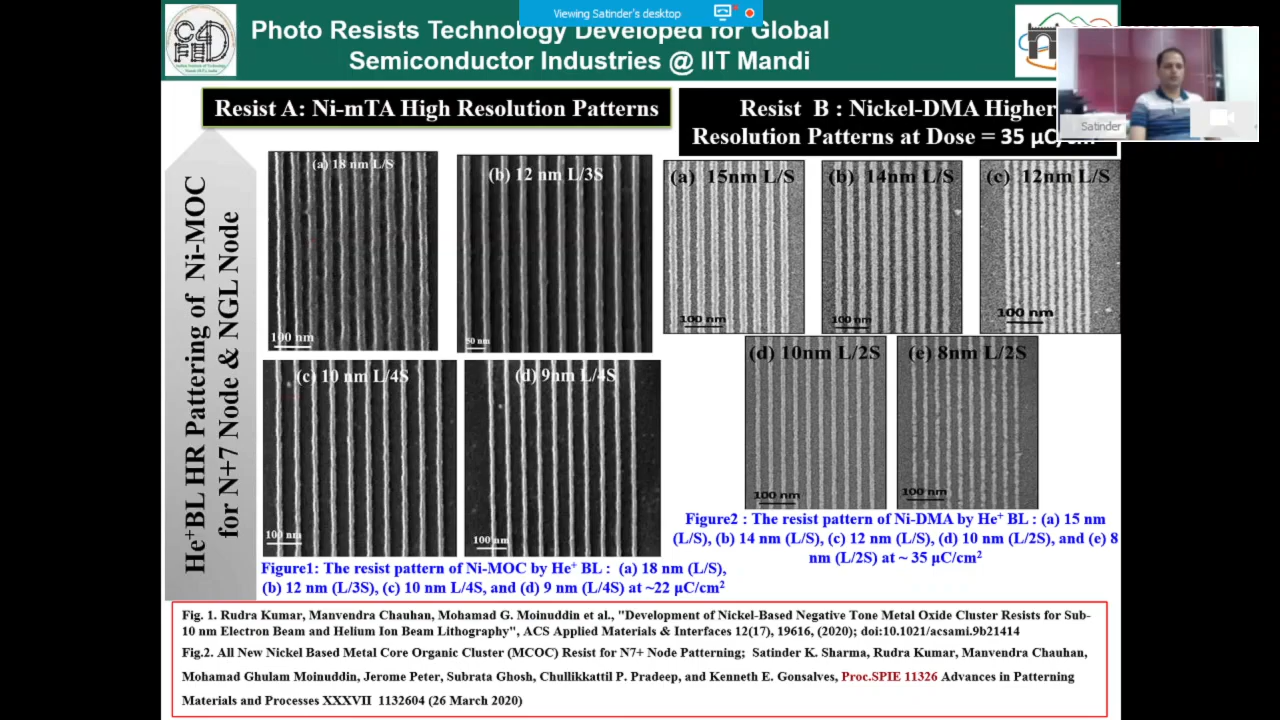 Viewing Satinder's desktop
Photo Resists Technology Developed for Global
Semiconductor Industries @ IIT Mandi
Satinder
Resist A: Ni-mTA High Resolution Patterns
Resist B : Nickel-DMA Higher
Resolution Patterns at Dose = 35 µC/cm
He+BL HR Pattering of Ni-MOC
for N+7 Node & NGL Node
(a) 18 nm L/S
100 nm
(b) 12 nm L/3S
50 nm
(c) 10 nm L/4S
100 nm
(d) 9nm L/4S
100 nm
(a) 15nm L/S
100 nm
(b) 14nm L/S
100 nm
(c) 12nm L/S
100 nm
(d) 10nm L/2S
100 nm
(e) 8nm L/2S
100 nm
Figure1: The resist pattern of Ni-MOC by He+ BL : (a) 18 nm (L/S),
(b) 12 nm (L/3S), (c) 10 nm L/4S, and (d) 9 nm (L/4S) at ~22 µC/cm²
Figure2 : The resist pattern of Ni-DMA by He+ BL : (a) 15 nm
(L/S), (b) 14 nm (L/S), (c) 12 nm (L/S), (d) 10 nm (L/2S), and (e) 8
nm (L/2S) at ~ 35 µC/cm²
Fig. 1. Rudra Kumar, Manvendra Chauhan, Mohamad G. Moinuddin et al., "Development of Nickel-Based Negative Tone Metal Oxide Cluster Resists for Sub-
10 nm Electron Beam and Helium Ion Beam Lithography", ACS Applied Materials & Interfaces 12(17), 19616, (2020); doi:10.1021/acsami.9b21414
Fig.2. All New Nickel Based Metal Core Organic Cluster (MCOC) Resist for N7+ Node Patterning; Satinder K. Sharma, Rudra Kumar, Manvendra Chauhan,
Mohamad Ghulam Moinuddin, Jerome Peter, Subrata Ghosh, Chullikkattil P. Pradeep, and Kenneth E. Gonsalves, Proc.SPIE 11326 Advances in Patterning
Materials and Processes XXXVII 1132604 (26 March 2020)